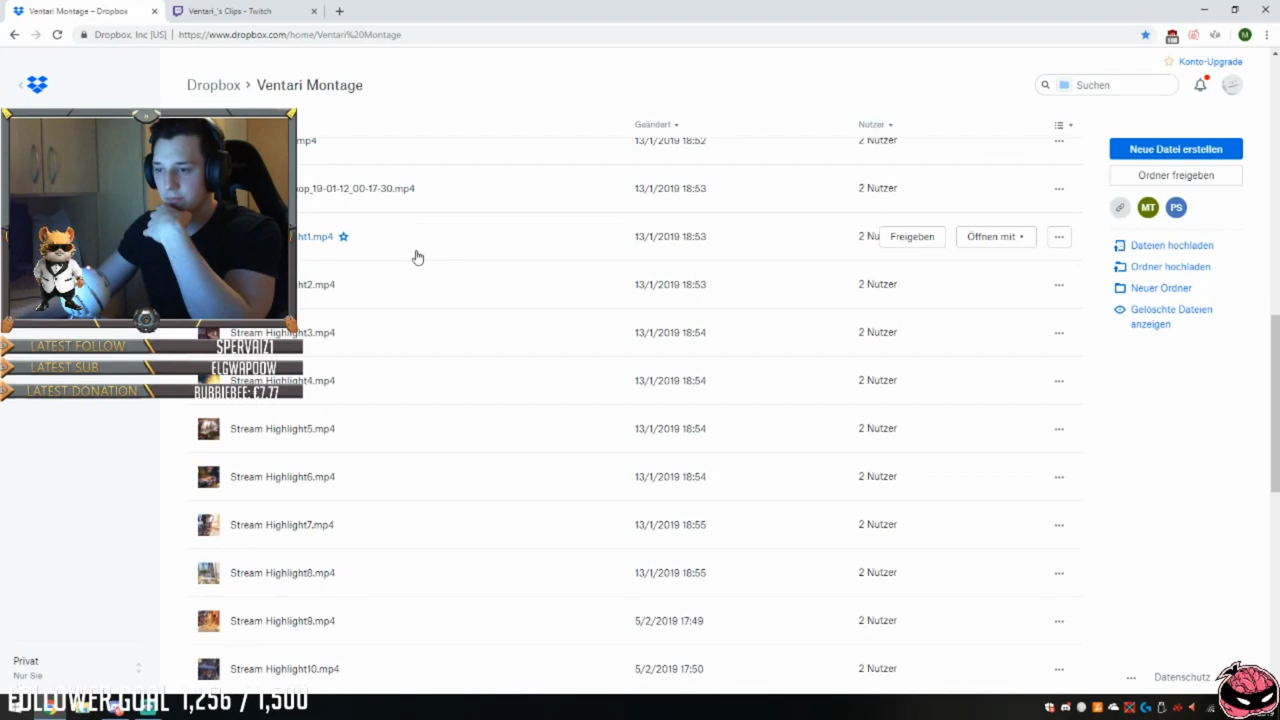 Ventari Montage – Dropbox
Ventari_'s Clips - Twitch
Dropbox, Inc [US] | https://www.dropbox.com/home/Ventari%20Montage
Konto-Upgrade
Dropbox › Ventari Montage
Suchen
Geändert
Nutzer
mp4
13/1/2019 18:52
2 Nutzer
Neue Datei erstellen
Ordner freigeben
op_19-01-12_00-17-30.mp4
13/1/2019 18:53
2 Nutzer
MT
PS
ht1.mp4
13/1/2019 18:53
2 Nu
Freigeben
Öffnen mit
Dateien hochladen
Ordner hochladen
ht2.mp4
13/1/2019 18:53
2 Nutzer
Neuer Ordner
Gelöschte Dateien
anzeigen
Stream Highlight3.mp4
13/1/2019 18:54
2 Nutzer
LATEST FOLLOW
SPERVAIZ1
LATEST SUB
ELGWAPOOW
Stream Highlight4.mp4
13/1/2019 18:54
2 Nutzer
LATEST DONATION
BUBBIEBEE: €7.77
Stream Highlight5.mp4
13/1/2019 18:54
2 Nutzer
Stream Highlight6.mp4
13/1/2019 18:54
2 Nutzer
Stream Highlight7.mp4
13/1/2019 18:55
2 Nutzer
Stream Highlight8.mp4
13/1/2019 18:55
2 Nutzer
Stream Highlight9.mp4
5/2/2019 17:49
2 Nutzer
Stream Highlight10.mp4
5/2/2019 17:50
2 Nutzer
Privat
Nur Sie
Datenschutz
FOLLOWER GOAL 1,256 / 1,500